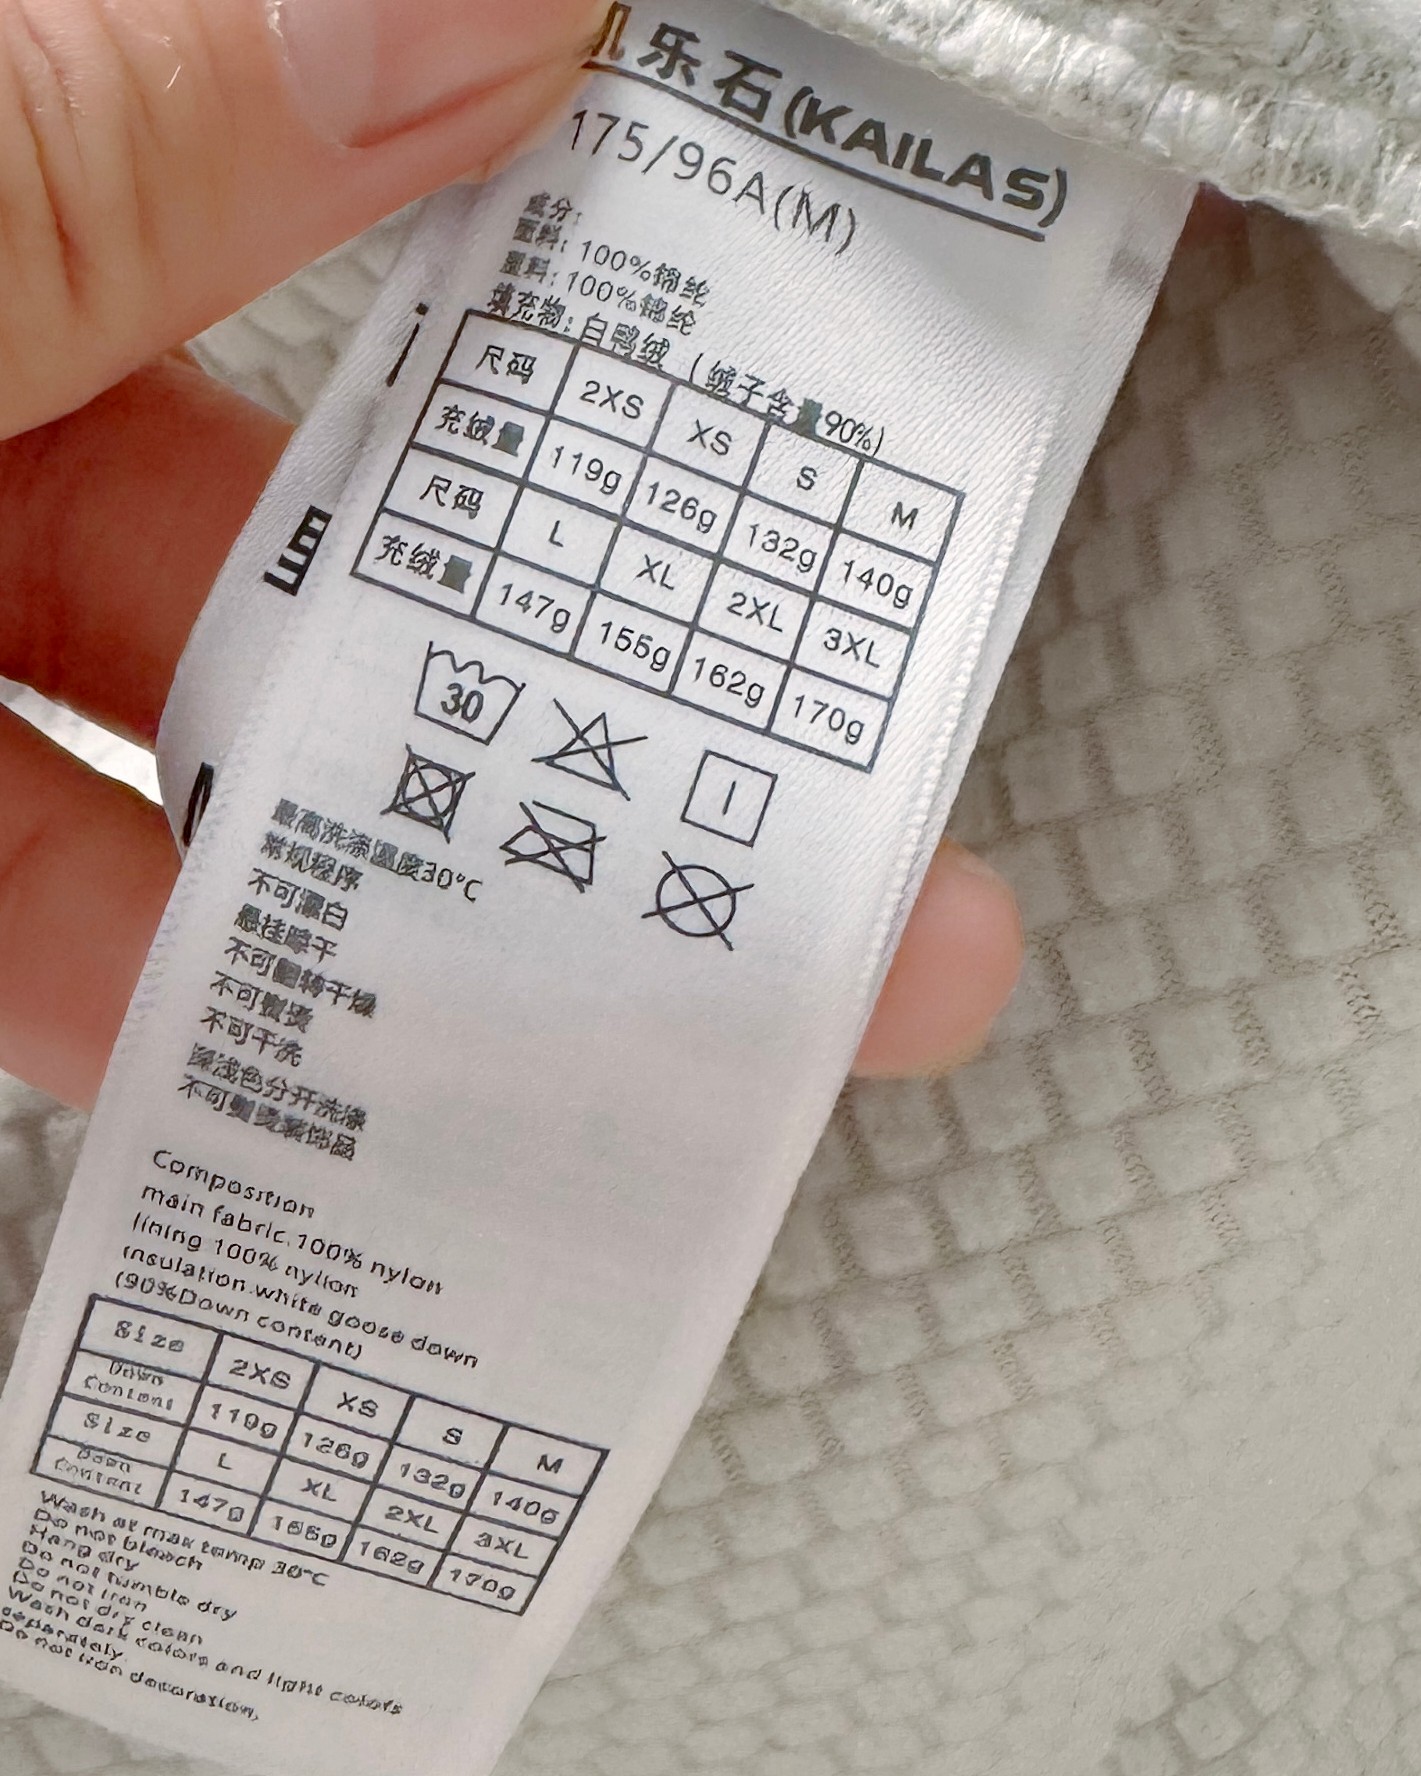 乐石(KAILAS)
175/96A(M)
成分:
面料: 100%锦纶
里料: 100%锦纶
填充物: 白鸭绒 (绒子含量90%)
尺码 2XS XS S M
充绒量 119g 126g 132g 140g
尺码 L XL 2XL 3XL
充绒量 147g 155g 162g 170g
30
最高洗涤温度30°C
常规程序
不可漂白
悬挂晾干
不可翻转干燥
不可熨烫
不可干洗
深浅色分开洗涤
不可熨烫装饰品
Composition
main fabric:100% nylon
lining:100% nylon
insulation:white goose down
(90%Down content)
Size 2XS XS S M
Down Content 119g 126g 132g 140g
Size L XL 2XL 3XL
Down Content 147g 155g 162g 170g
Wash at max temp 30°C
Do not bleach
Hang dry
Do not tumble dry
Do not iron
Do not dry clean
Wash dark colors and light colors
separately.
Do not iron decoration.